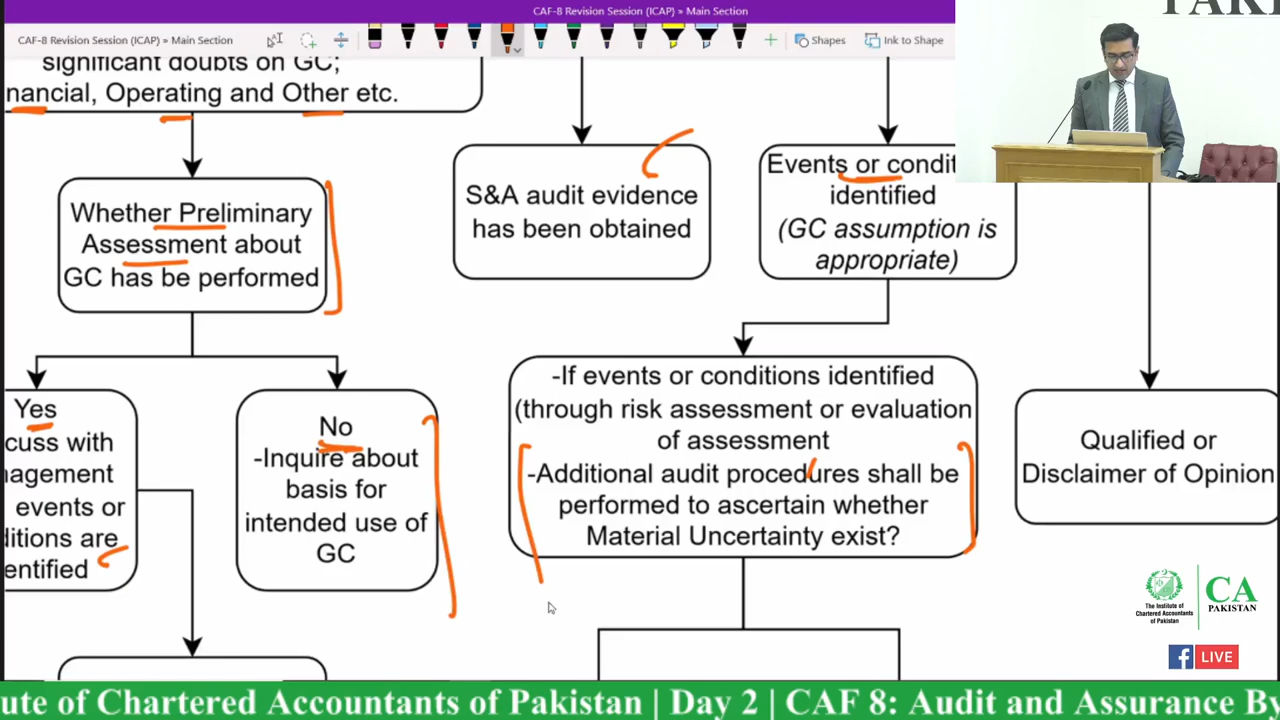 CAF-8 Revision Session (ICAP) » Main Section
CAF-8 Revision Session (ICAP) » Main Section
Shapes
Ink to Shape
significant doubts on GC;
nancial, Operating and Other etc.
Whether Preliminary
Assessment about
GC has be performed
Yes
cuss with
nagement
events or
ditions are
entified
No
-Inquire about
basis for
intended use of
GC
S&A audit evidence
has been obtained
Events or condit
identified
(GC assumption is
appropriate)
-If events or conditions identified
(through risk assessment or evaluation
of assessment
-Additional audit procedures shall be
performed to ascertain whether
Material Uncertainty exist?
Qualified or
Disclaimer of Opinion
The Institute of
Chartered Accountants
of Pakistan
CA
PAKISTAN
LIVE
ute of Chartered Accountants of Pakistan | Day 2 | CAF 8: Audit and Assurance By